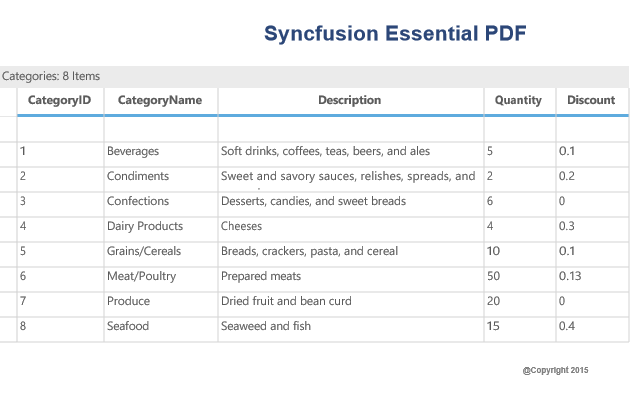 Syncfusion Essential PDF
Categories: 8 Items
CategoryID CategoryName Description Quantity Discount
1 Beverages Soft drinks, coffees, teas, beers, and ales 5 0.1
2 Condiments Sweet and savory sauces, relishes, spreads, and 2 0.2
3 Confections Desserts, candies, and sweet breads 6 0
4 Dairy Products Cheeses 4 0.3
5 Grains/Cereals Breads, crackers, pasta, and cereal 10 0.1
6 Meat/Poultry Prepared meats 50 0.13
7 Produce Dried fruit and bean curd 20 0
8 Seafood Seaweed and fish 15 0.4
@Copyright 2015